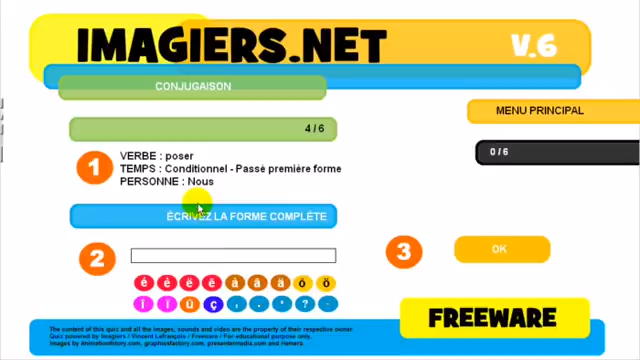 IMAGIERS.NET
V.6
CONJUGAISON
MENU PRINCIPAL
4 / 6
0 / 6
1
VERBE : poser
TEMPS : Conditionnel - Passé première forme
PERSONNE : Nous
ÉCRIVEZ LA FORME COMPLÈTE
2
3
OK
é è ê ë à â ä ô ö
î ï û ç , - ' ? .
FREEWARE
The content of this quiz and all the images, sounds and video are the property of their respective owner.
Quiz powered by Imagiers / Vincent Lefrançois / Freeware / For educational purpose only.
Images by Animationfactory.com, graphicsfactory.com, presentermedia.com and Hemera.